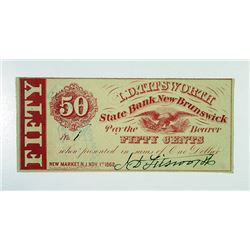 FIFTY
50
I.D. TITSWORTH
State Bank New Brunswick
Pay the Bearer
FIFTY CENTS
No. 1
when presented in sums of One Dollar
NEW MARKET N.J. NOV. 1ST 1862
I D Titsworth